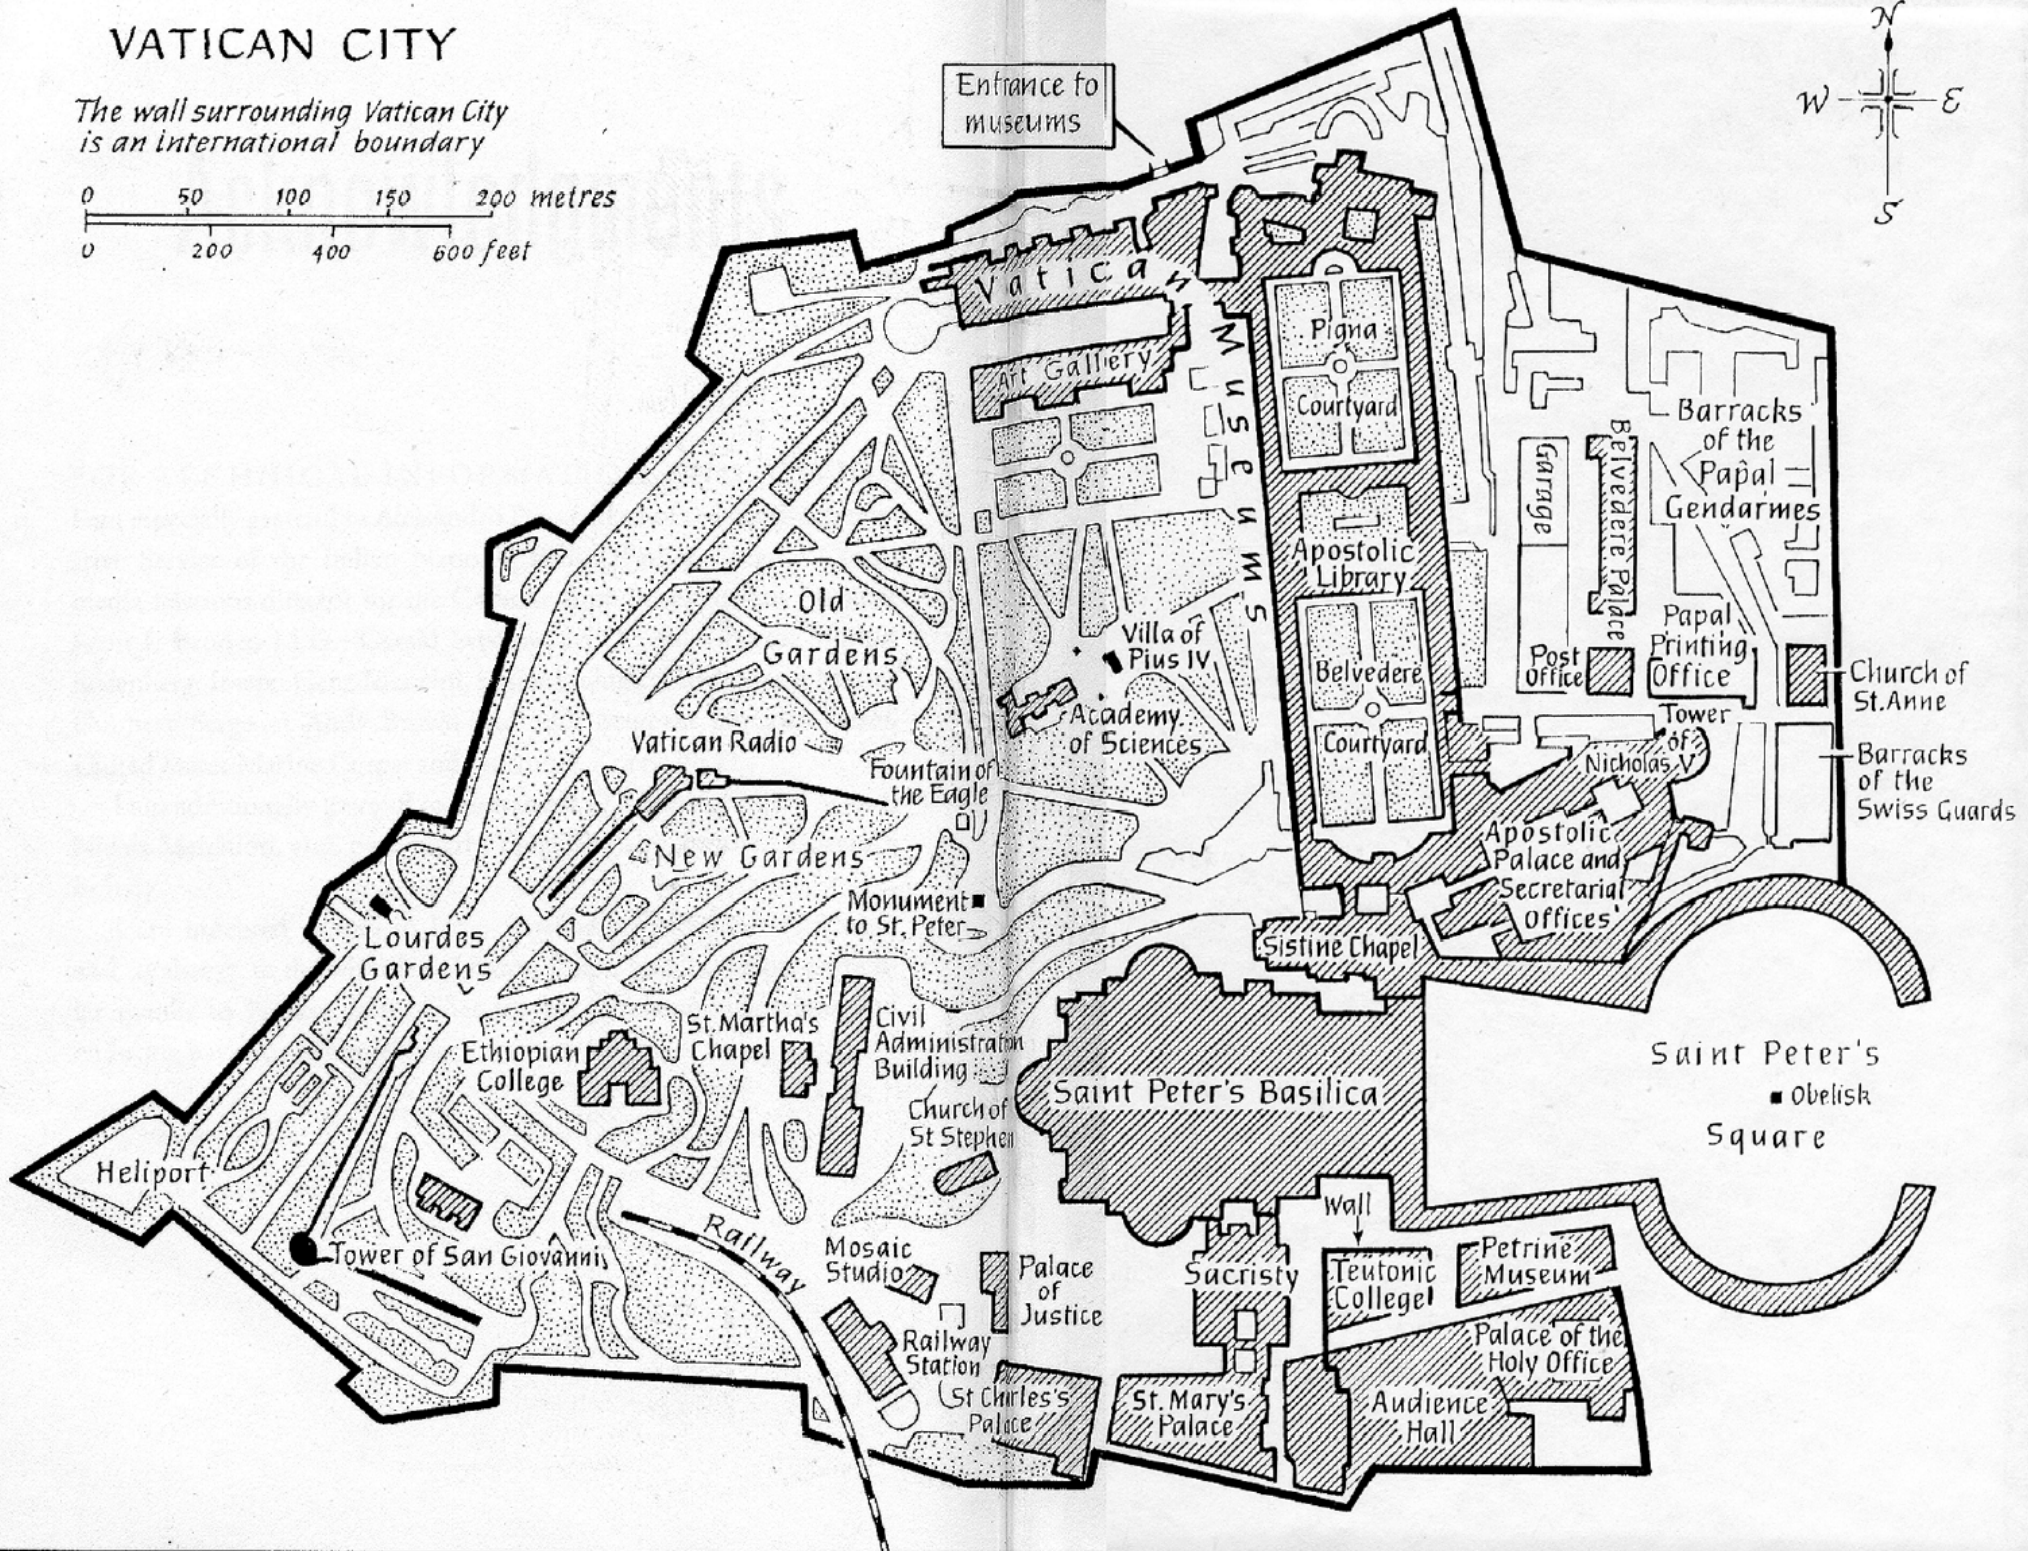 VATICAN CITY
The wall surrounding Vatican City
is an international boundary
0 50 100 150 200 metres
0 200 400 600 feet
N
W E
S
Entrance to
museums
Vatican
Museums
Art Gallery
Pigna
Courtyard
Garage
Belvedere Palace
Barracks
of the
Papal
Gendarmes
Apostolic
Library
Old
Gardens
Villa of
Pius IV
Belvedere
Courtyard
Post
Office
Papal
Printing
Office
Church of
St. Anne
Academy
of Sciences
Tower
of
Nicholas V
Vatican Radio
Fountain of
the Eagle
Barracks
of the
Swiss Guards
New Gardens
Apostolic
Palace and
Secretarial
Offices
Monument
to St. Peter
Lourdes
Gardens
Sistine Chapel
St. Martha's
Chapel
Civil
Administration
Building
Ethiopian
College
Saint Peter's Basilica
Saint Peter's
Obelisk
Square
Church of
St Stephen
Heliport
Wall
Railway
Tower of San Giovanni
Mosaic
Studio
Palace
of
Justice
Sacristy
Teutonic
College
Petrine
Museum
Railway
Station
Palace of the
Holy Office
St Charles's
Palace
St. Mary's
Palace
Audience
Hall